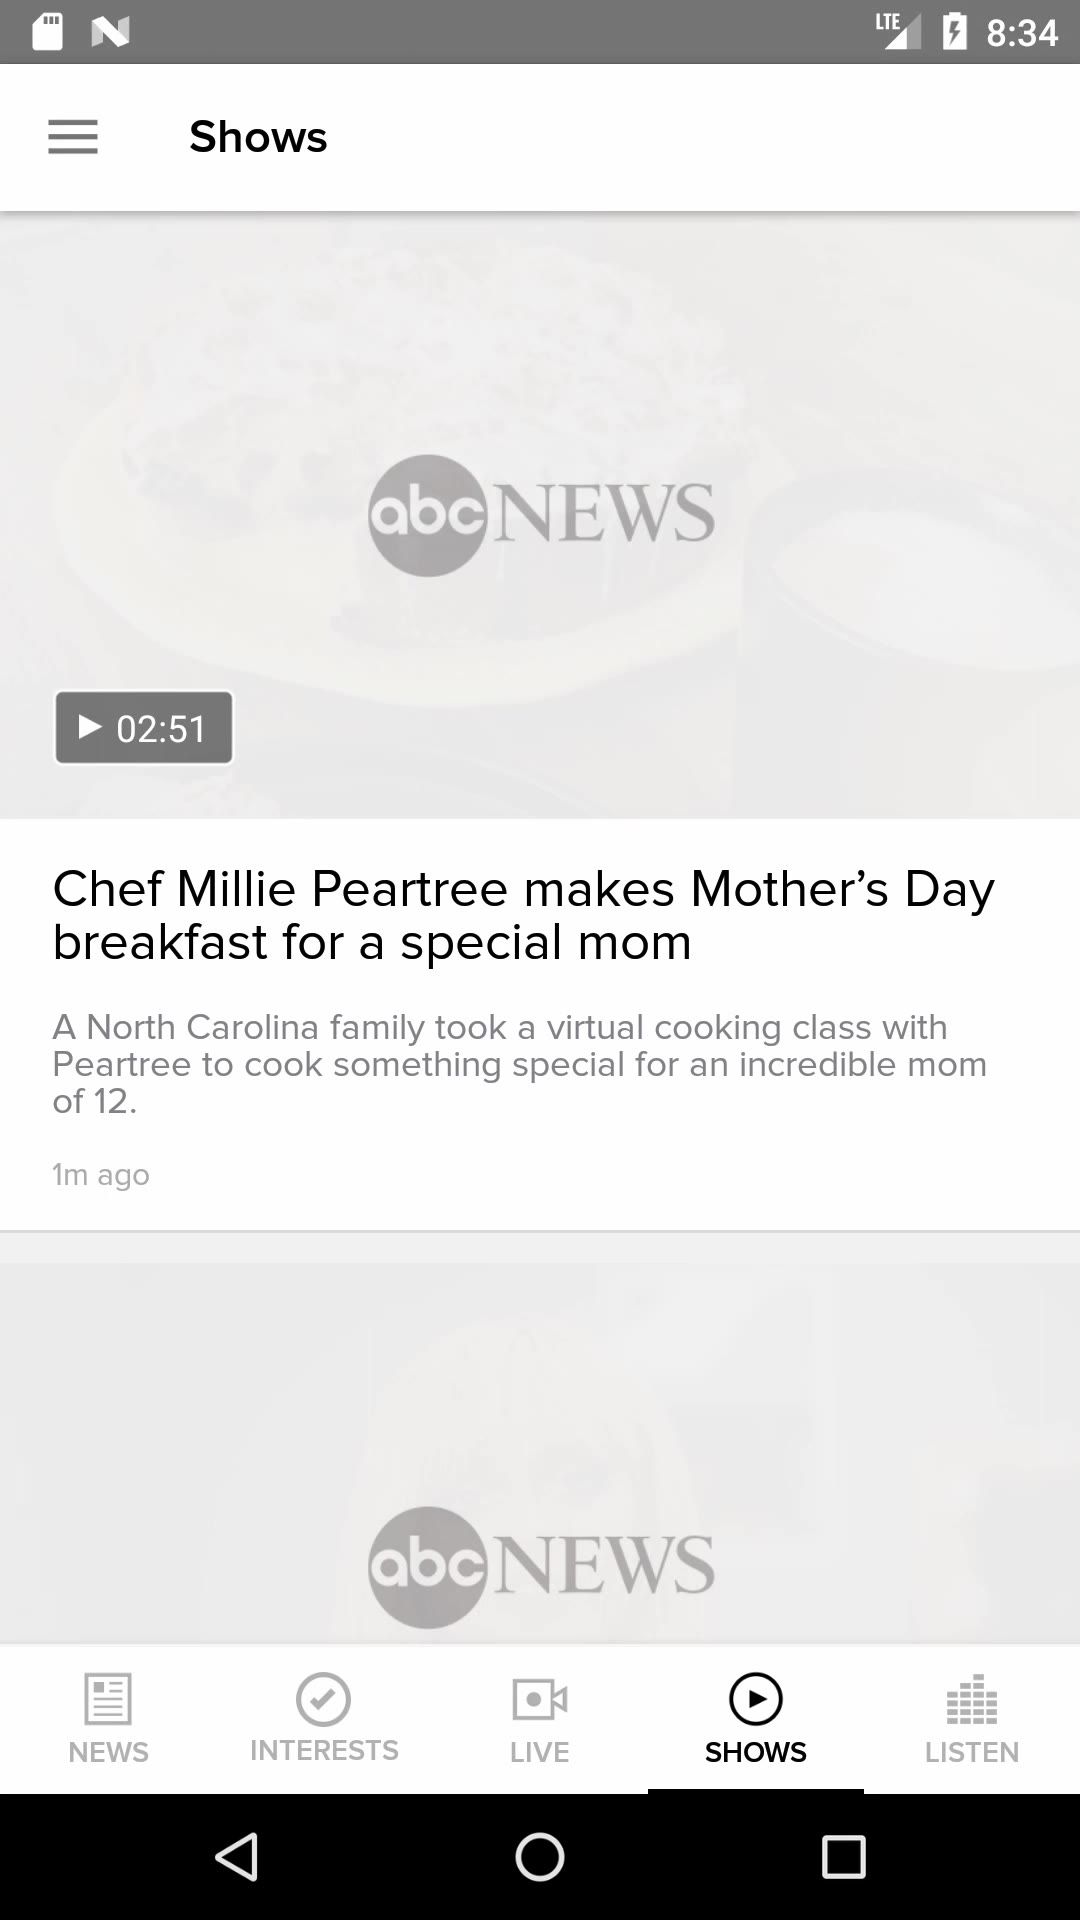 LTE 8:34
Shows
abc NEWS
02:51
Chef Millie Peartree makes Mother’s Day
breakfast for a special mom
A North Carolina family took a virtual cooking class with
Peartree to cook something special for an incredible mom
of 12.
1m ago
abc NEWS
NEWS INTERESTS LIVE SHOWS LISTEN